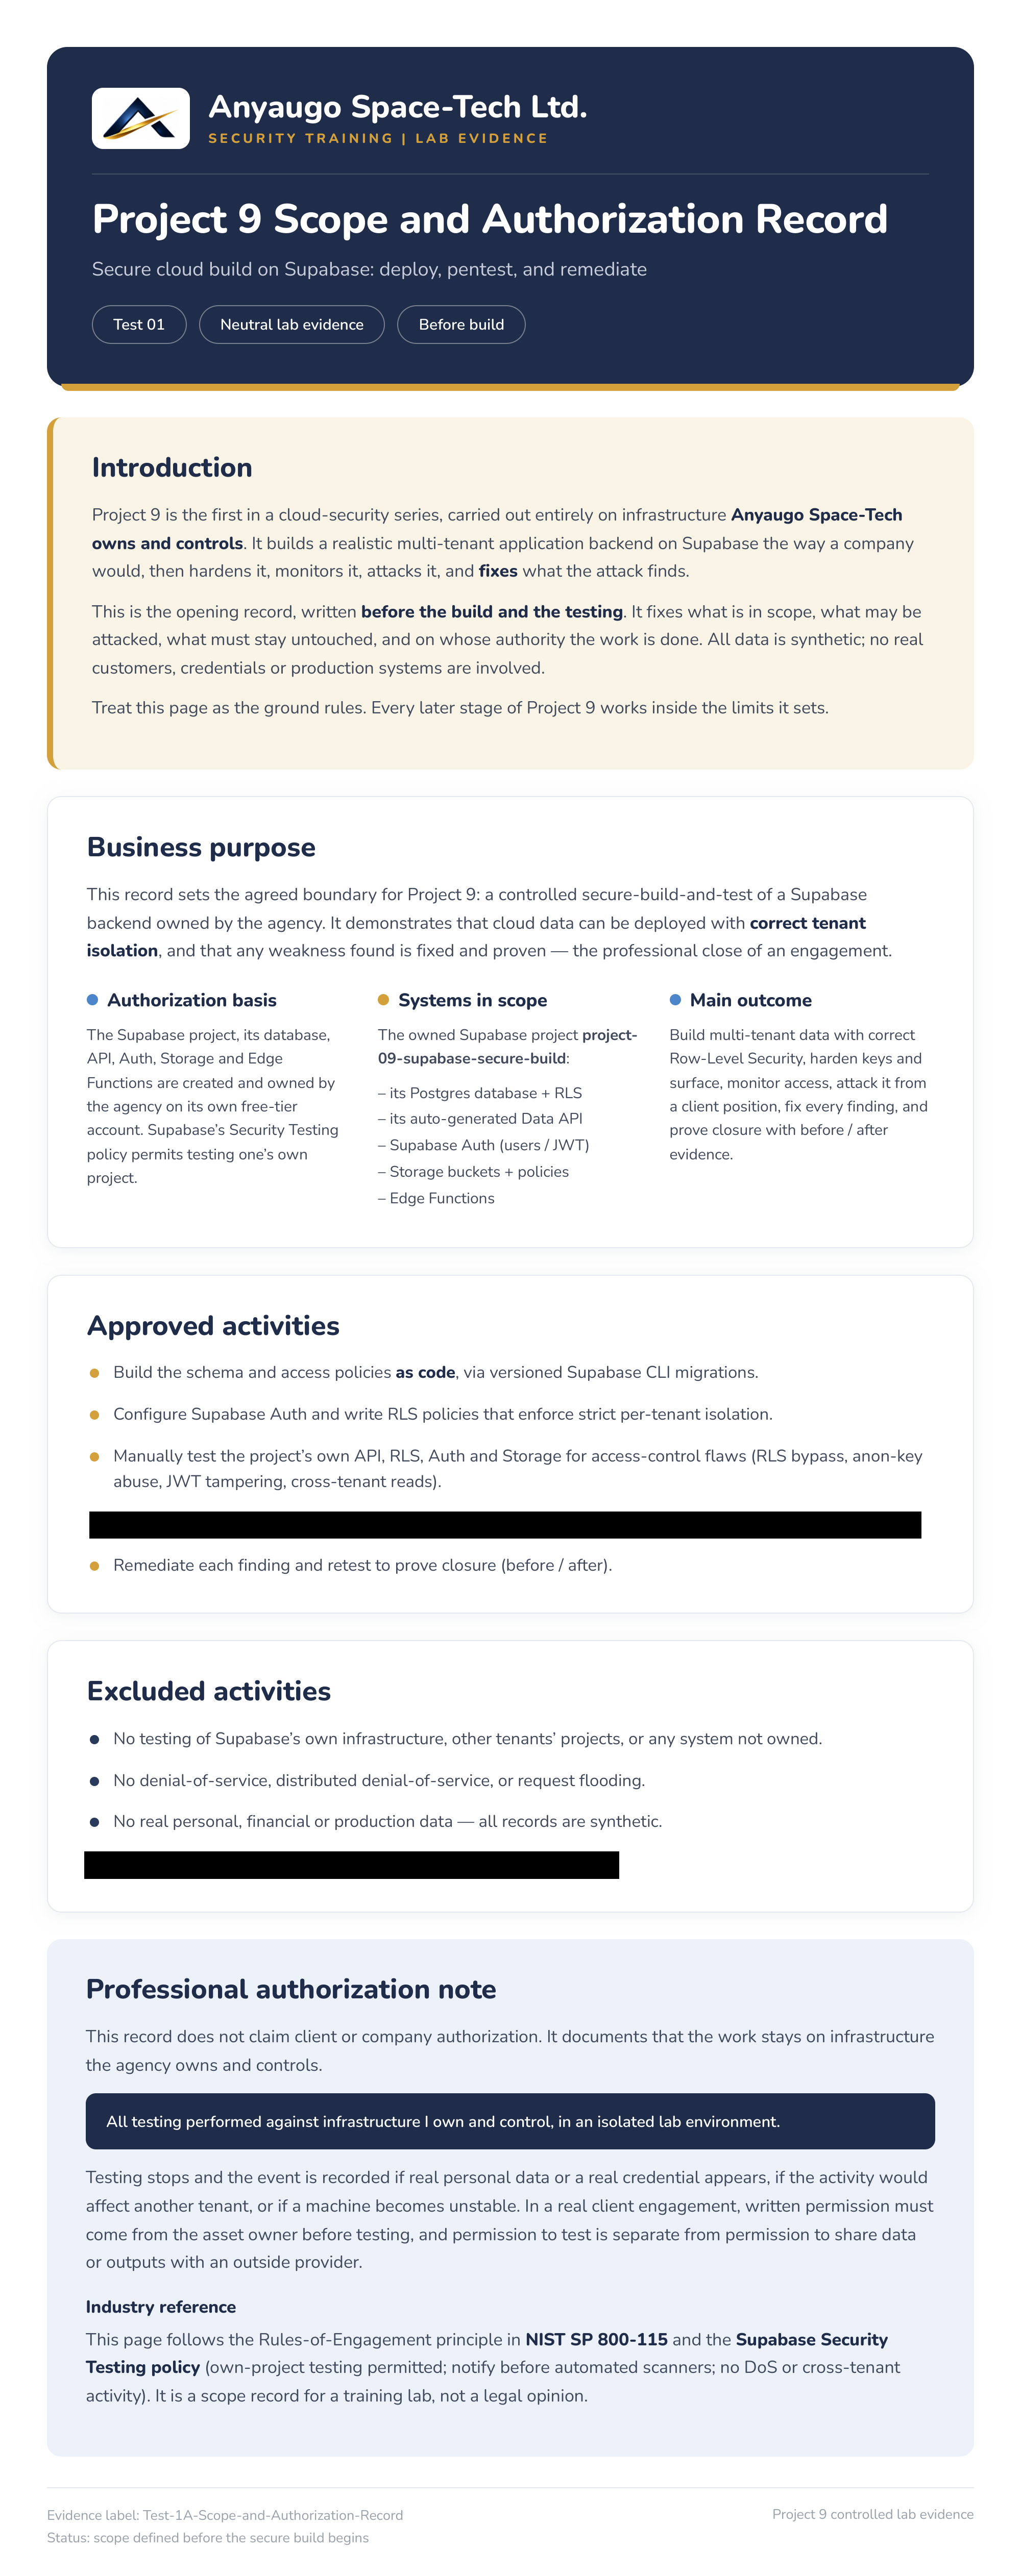 Anyaugo Space-Tech Ltd.
SECURITY TRAINING | LAB EVIDENCE
Project 9 Scope and Authorization Record
Secure cloud build on Supabase: deploy, pentest, and remediate
Test 01
Neutral lab evidence
Before build
Introduction
Project 9 is the first in a cloud-security series, carried out entirely on infrastructure Anyaugo Space-Tech
owns and controls. It builds a realistic multi-tenant application backend on Supabase the way a company
would, then hardens it, monitors it, attacks it, and fixes what the attack finds.
This is the opening record, written before the build and the testing. It fixes what is in scope, what may be
attacked, what must stay untouched, and on whose authority the work is done. All data is synthetic; no real
customers, credentials or production systems are involved.
Treat this page as the ground rules. Every later stage of Project 9 works inside the limits it sets.
Business purpose
This record sets the agreed boundary for Project 9: a controlled secure-build-and-test of a Supabase
backend owned by the agency. It demonstrates that cloud data can be deployed with correct tenant
isolation, and that any weakness found is fixed and proven — the professional close of an engagement.
Authorization basis
The Supabase project, its database,
API, Auth, Storage and Edge
Functions are created and owned by
the agency on its own free-tier
account. Supabase's Security Testing
policy permits testing one's own
project.
Systems in scope
The owned Supabase project project-
09-supabase-secure-build:
– its Postgres database + RLS
– its auto-generated Data API
– Supabase Auth (users / JWT)
– Storage buckets + policies
– Edge Functions
Main outcome
Build multi-tenant data with correct
Row-Level Security, harden keys and
surface, monitor access, attack it from
a client position, fix every finding, and
prove closure with before / after
evidence.
Approved activities
Build the schema and access policies as code, via versioned Supabase CLI migrations.
Configure Supabase Auth and write RLS policies that enforce strict per-tenant isolation.
Manually test the project's own API, RLS, Auth and Storage for access-control flaws (RLS bypass, anon-key
abuse, JWT tampering, cross-tenant reads).
Remediate each finding and retest to prove closure (before / after).
Excluded activities
No testing of Supabase's own infrastructure, other tenants' projects, or any system not owned.
No denial-of-service, distributed denial-of-service, or request flooding.
No real personal, financial or production data — all records are synthetic.
Professional authorization note
This record does not claim client or company authorization. It documents that the work stays on infrastructure
the agency owns and controls.
All testing performed against infrastructure I own and control, in an isolated lab environment.
Testing stops and the event is recorded if real personal data or a real credential appears, if the activity would
affect another tenant, or if a machine becomes unstable. In a real client engagement, written permission must
come from the asset owner before testing, and permission to test is separate from permission to share data
or outputs with an outside provider.
Industry reference
This page follows the Rules-of-Engagement principle in NIST SP 800-115 and the Supabase Security
Testing policy (own-project testing permitted; notify before automated scanners; no DoS or cross-tenant
activity). It is a scope record for a training lab, not a legal opinion.
Evidence label: Test-1A-Scope-and-Authorization-Record
Status: scope defined before the secure build begins
Project 9 controlled lab evidence